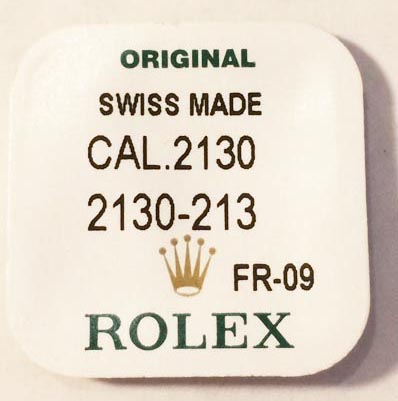 ORIGINAL
SWISS MADE
CAL.2130
2130-213
FR-09
ROLEX